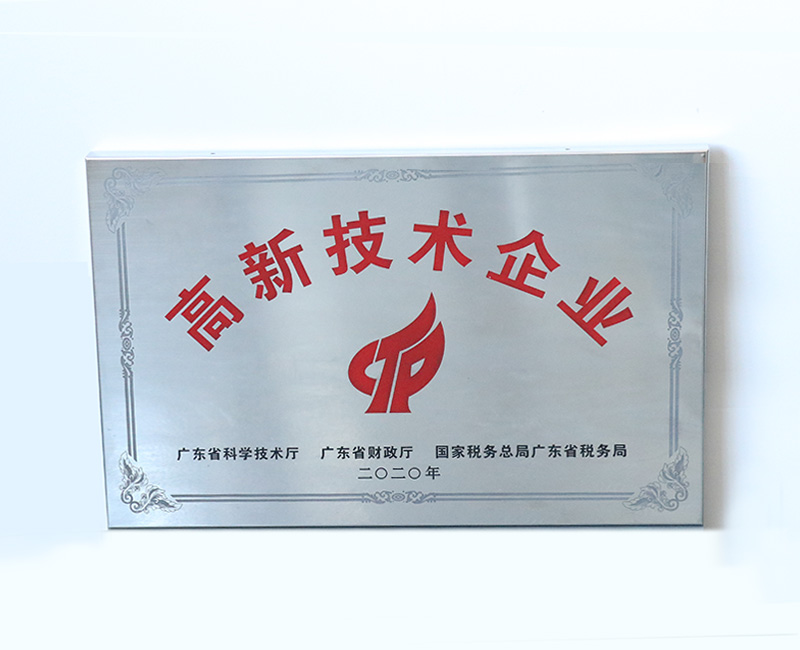 高新技术企业
广东省科学技术厅 广东省财政厅 国家税务总局广东省税务局
二〇二〇年